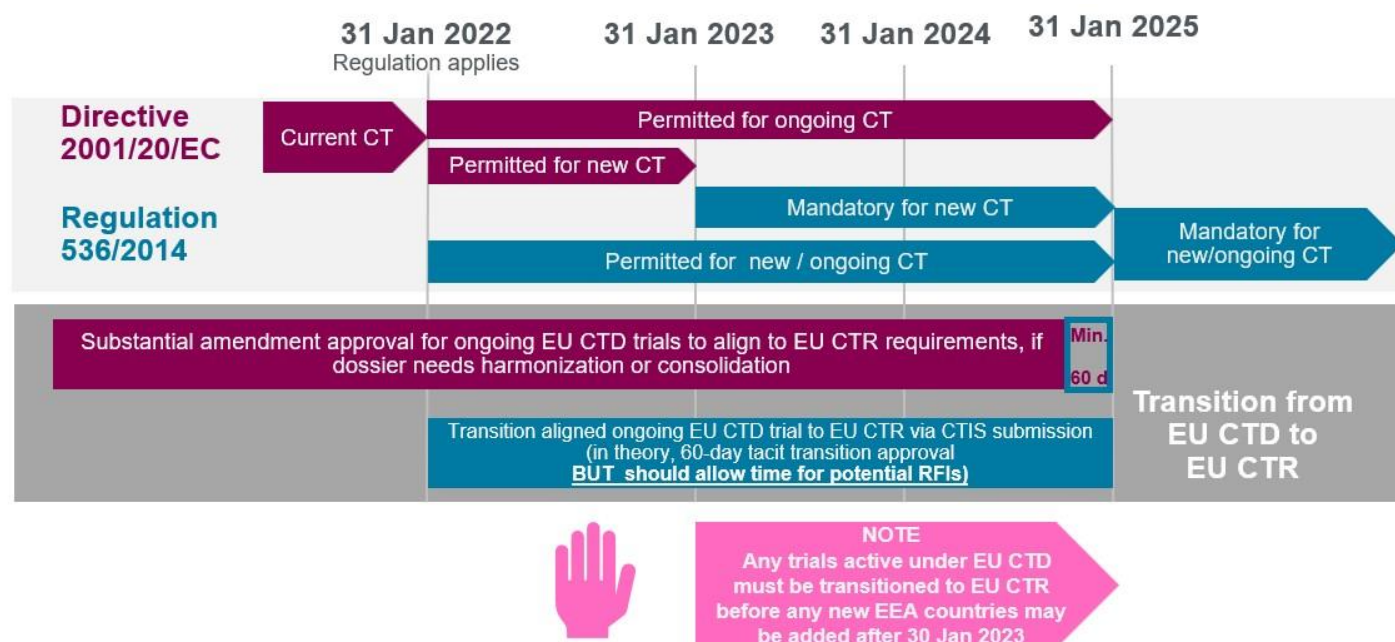 31 Jan 2022
Regulation applies
31 Jan 2023
31 Jan 2024
31 Jan 2025
Directive
2001/20/EC
Current CT
Permitted for ongoing CT
Permitted for new CT
Regulation
536/2014
Mandatory for new CT
Permitted for new / ongoing CT
Mandatory for
new/ongoing CT
Substantial amendment approval for ongoing EU CTD trials to align to EU CTR requirements, if
dossier needs harmonization or consolidation
Min.
60 d
Transition aligned ongoing EU CTD trial to EU CTR via CTIS submission
(in theory, 60-day tacit transition approval
BUT should allow time for potential RFIs)
Transition from
EU CTD to
EU CTR
NOTE
Any trials active under EU CTD
must be transitioned to EU CTR
before any new EEA countries may
be added after 30 Jan 2023